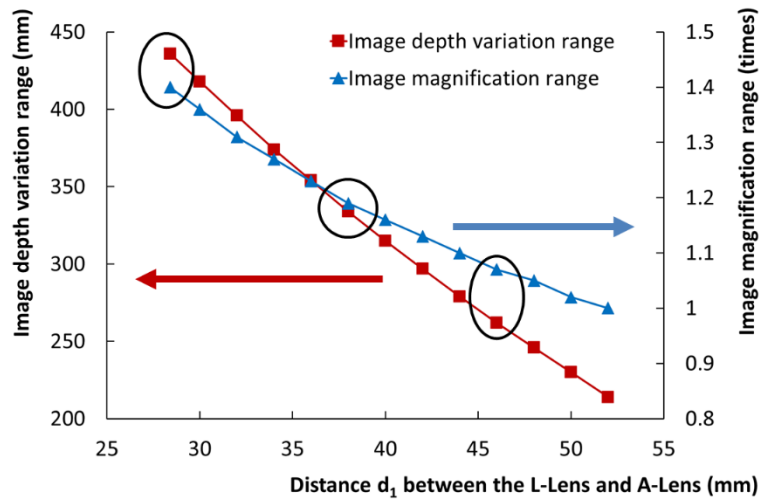 Image depth variation range (mm)
450
400
350
300
250
200
Image depth variation range
Image magnification range
1.5
1.4
1.3
1.2
1.1
1
0.9
0.8
Image magnification range (times)
25 30 35 40 45 50 55
Distance d₁ between the L-Lens and A-Lens (mm)